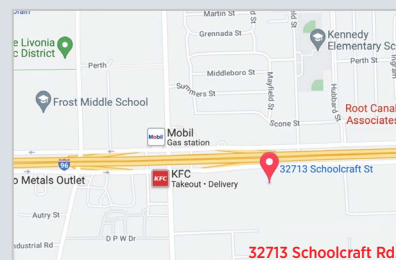 Martin St
Grennada St
Kennedy
Elementary Sc
e Livonia
c District
Perth
Perth St
Middleboro St
Ingram
Summers St
Mayfield St
Hubbard St
Frost Middle School
Root Canal
Associates
Scone St
Mobil
Mobil
Gas station
96
32713 Schoolcraft St
o Metals Outlet
KFC
KFC
Takeout • Delivery
Autry St
D P W Dr
ndustrial Rd
32713 Schoolcraft Rd